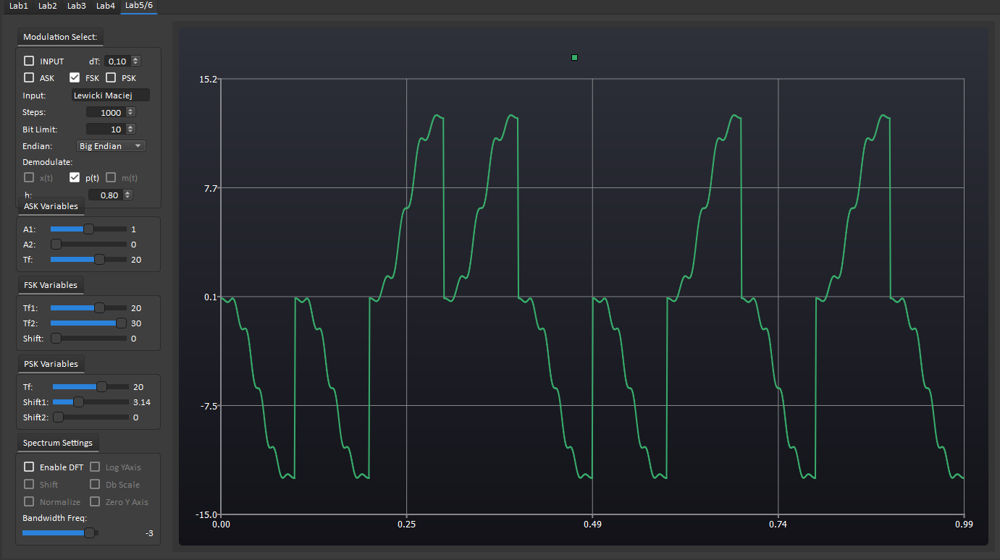 Lab1 Lab2 Lab3 Lab4 Lab5/6
Modulation Select:
INPUT dT: 0,10
ASK FSK PSK
Input: Lewicki Maciej
Steps: 1000
Bit Limit: 10
Endian: Big Endian
Demodulate:
x(t) p(t) m(t)
h: 0,80
ASK Variables
A1: 1
A2: 0
Tf: 20
FSK Variables
Tf1: 20
Tf2: 30
Shift: 0
PSK Variables
Tf: 20
Shift1: 3.14
Shift2: 0
Spectrum Settings
Enable DFT Log YAxis
Shift Db Scale
Normalize Zero Y Axis
Bandwidth Freq:
-3
15.2
7.7
0.1
-7.5
-15.0
0.00 0.25 0.49 0.74 0.99